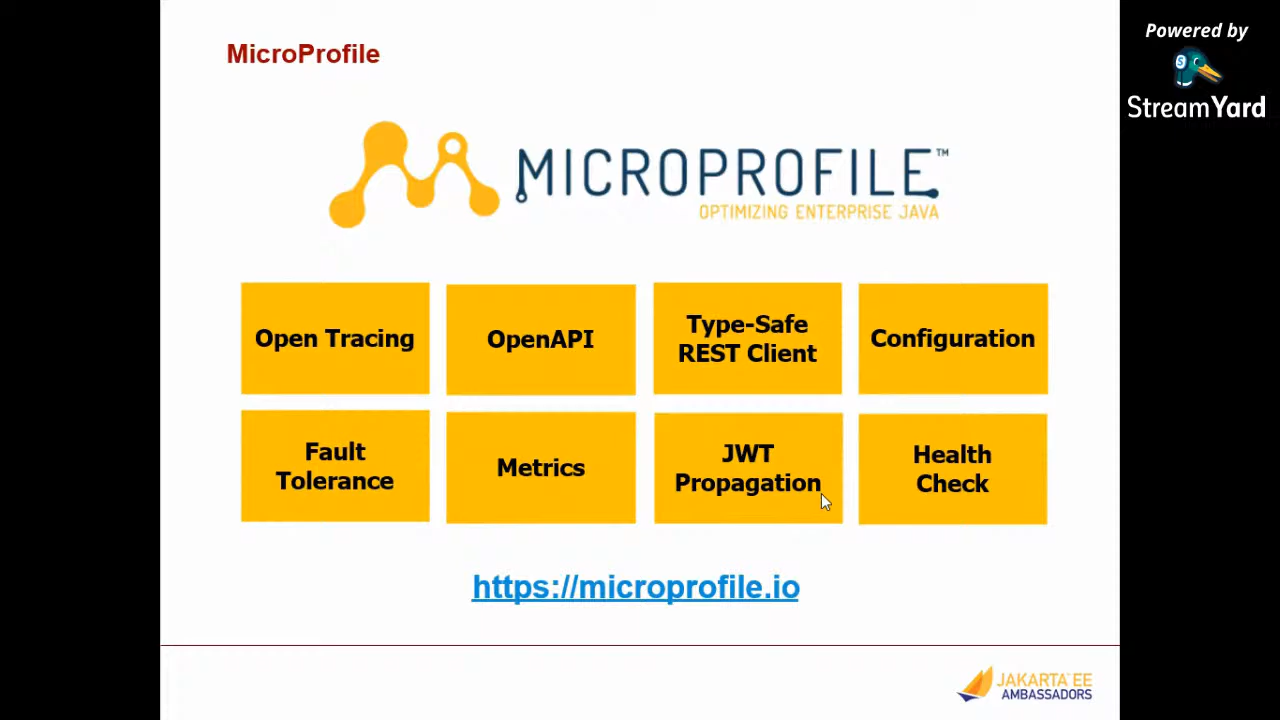 MicroProfile
Powered by
StreamYard
MICROPROFILE™
OPTIMIZING ENTERPRISE JAVA
Open Tracing
OpenAPI
Type-Safe
REST Client
Configuration
Fault
Tolerance
Metrics
JWT
Propagation
Health
Check
https://microprofile.io
JAKARTA EE
AMBASSADORS